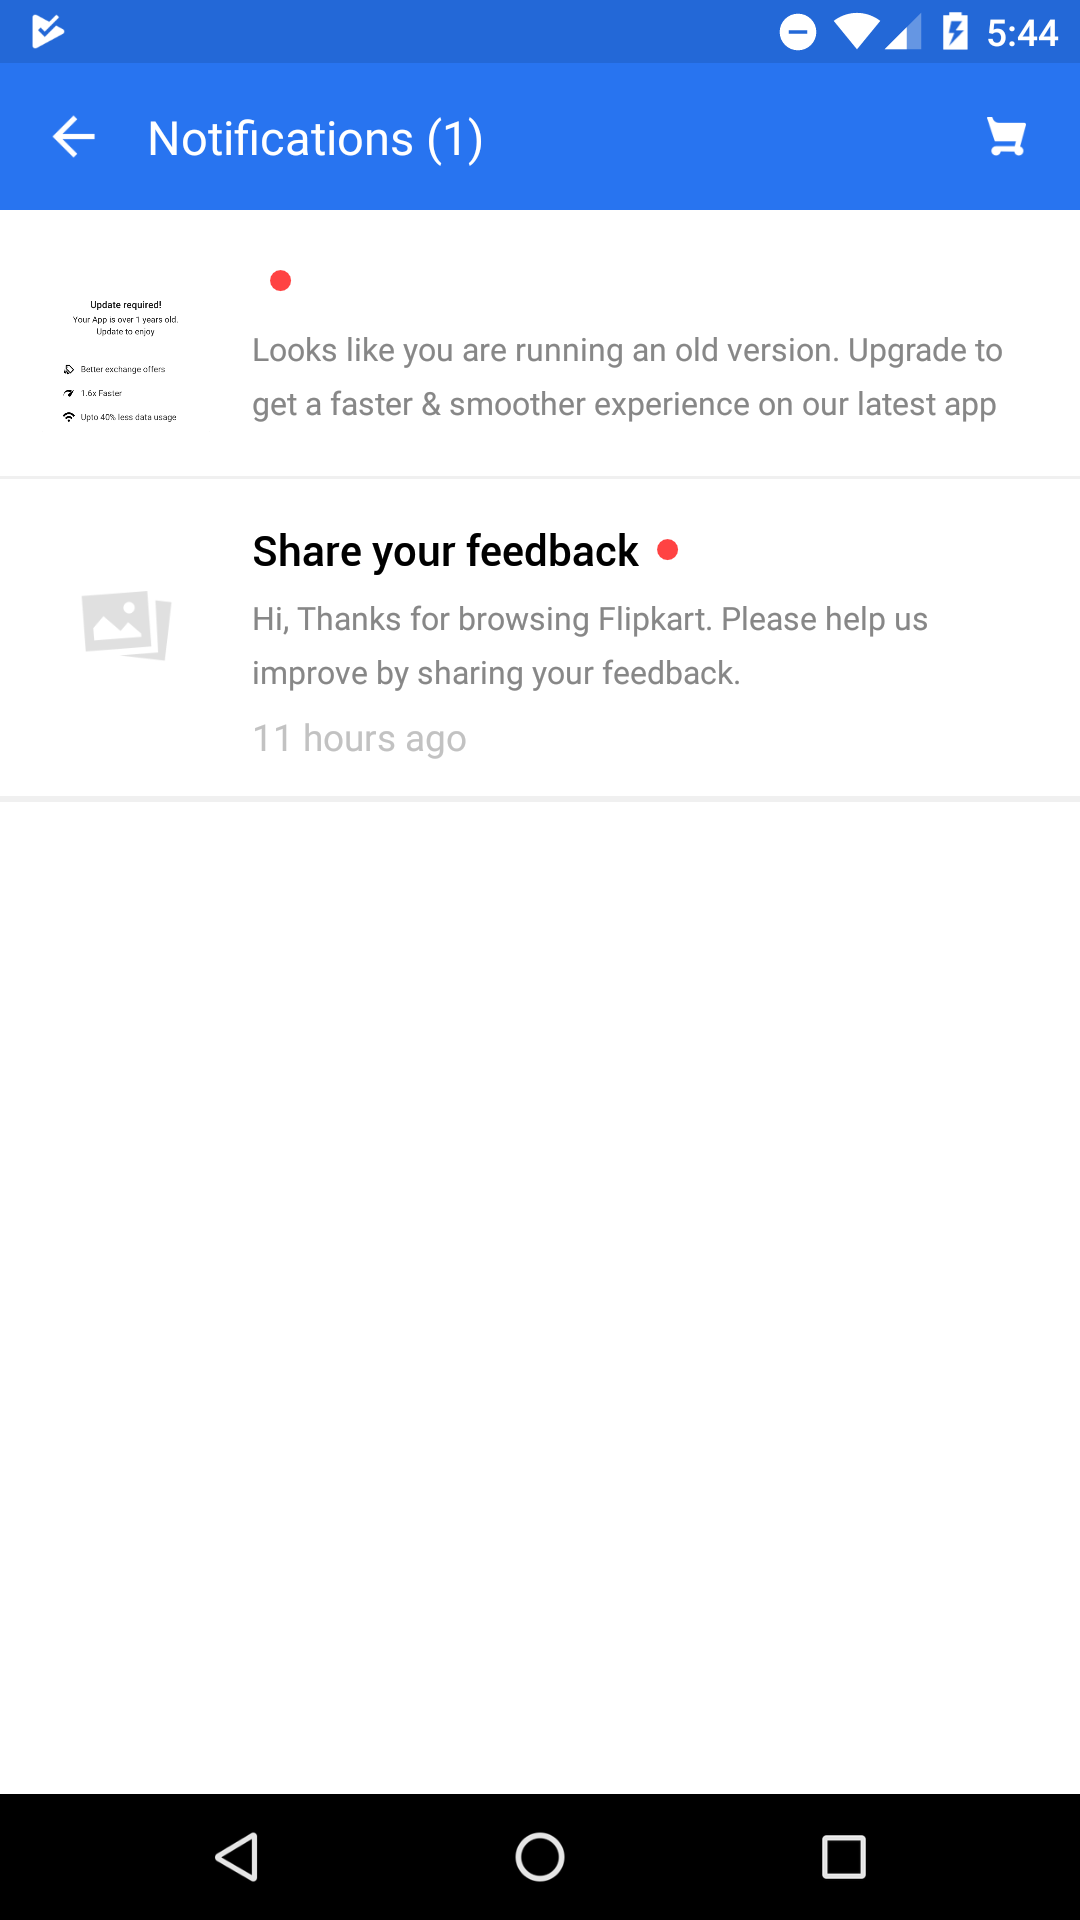 5:44
Notifications (1)
Update required!
Your App is over 1 years old.
Update to enjoy
Better exchange offers
1.6x Faster
Upto 40% less data usage
Looks like you are running an old version. Upgrade to
get a faster & smoother experience on our latest app
Share your feedback
Hi, Thanks for browsing Flipkart. Please help us
improve by sharing your feedback.
11 hours ago